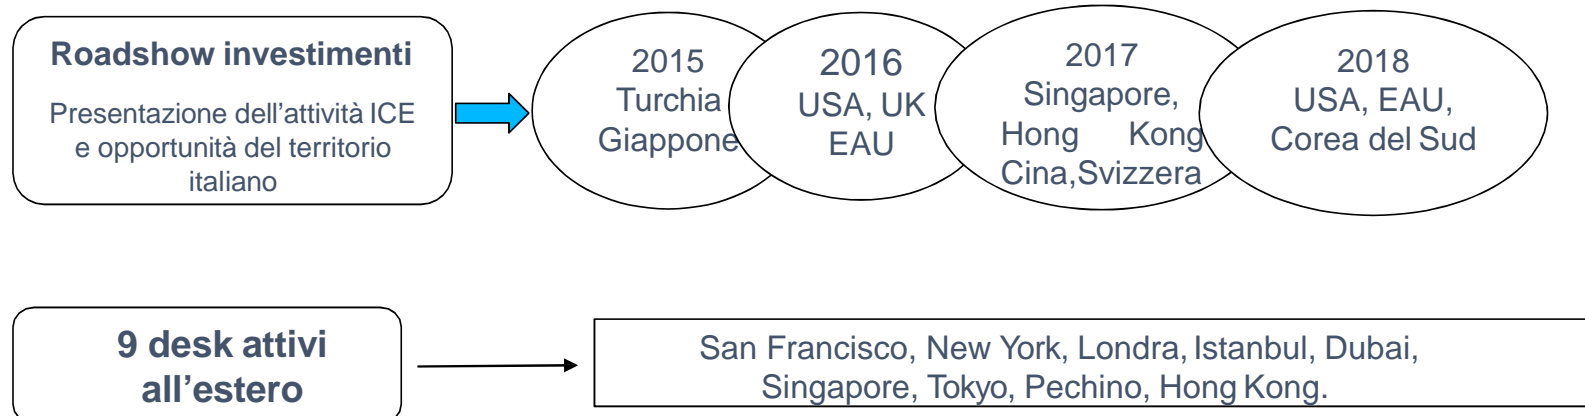 Roadshow investimenti
Presentazione dell'attività ICE
e opportunità del territorio
italiano
2015
Turchia
Giappone
2016
USA, UK
EAU
2017
Singapore,
Hong Kong
Cina,Svizzera
2018
USA, EAU,
Corea del Sud
9 desk attivi
all'estero
San Francisco, New York, Londra, Istanbul, Dubai,
Singapore, Tokyo, Pechino, Hong Kong.